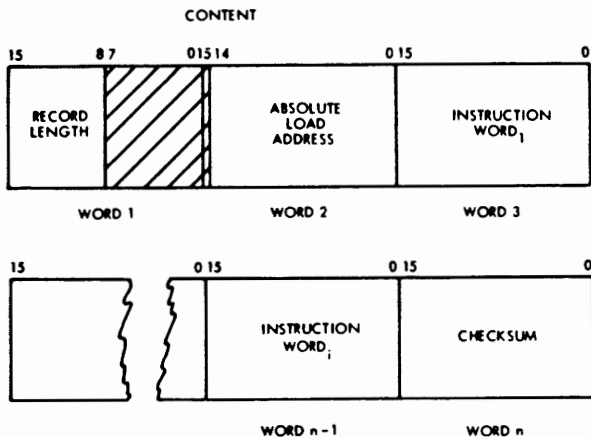 CONTENT
15 8 7 0 15 14 0 15 0
RECORD LENGTH
ABSOLUTE LOAD ADDRESS
INSTRUCTION WORD1
WORD 1 WORD 2 WORD 3
15 0 15 0 15 0
INSTRUCTION WORDi
CHECKSUM
WORD n-1 WORD n